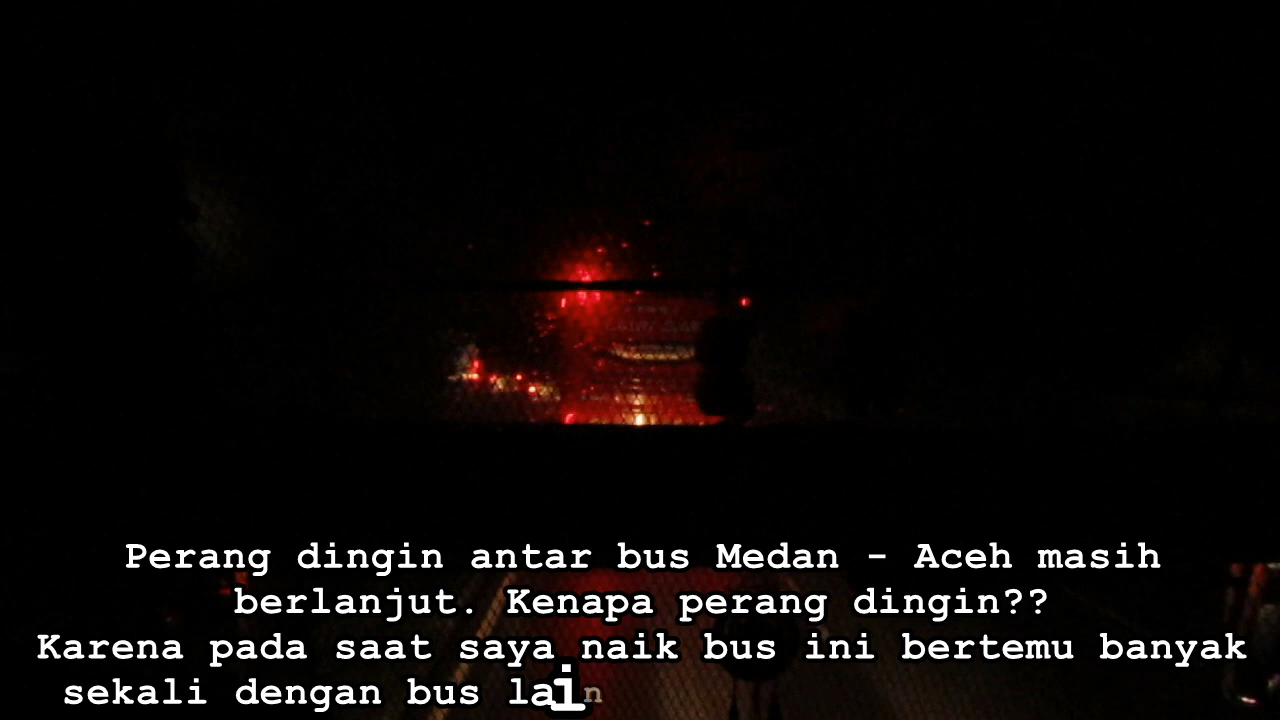 Perang dingin antar bus Medan - Aceh masih
berlanjut. Kenapa perang dingin??
Karena pada saat saya naik bus ini bertemu banyak
sekali dengan bus lain